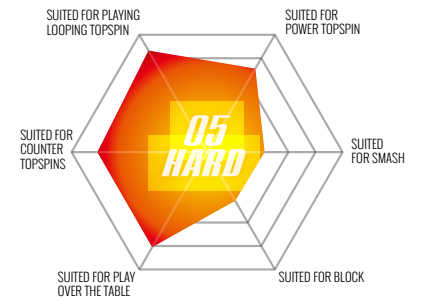 SUITED FOR PLAYING
LOOPING TOPSPIN
SUITED FOR
POWER TOPSPIN
SUITED FOR
COUNTER
TOPSPINS
05
HARD
SUITED
FOR SMASH
SUITED FOR PLAY
OVER THE TABLE
SUITED FOR BLOCK